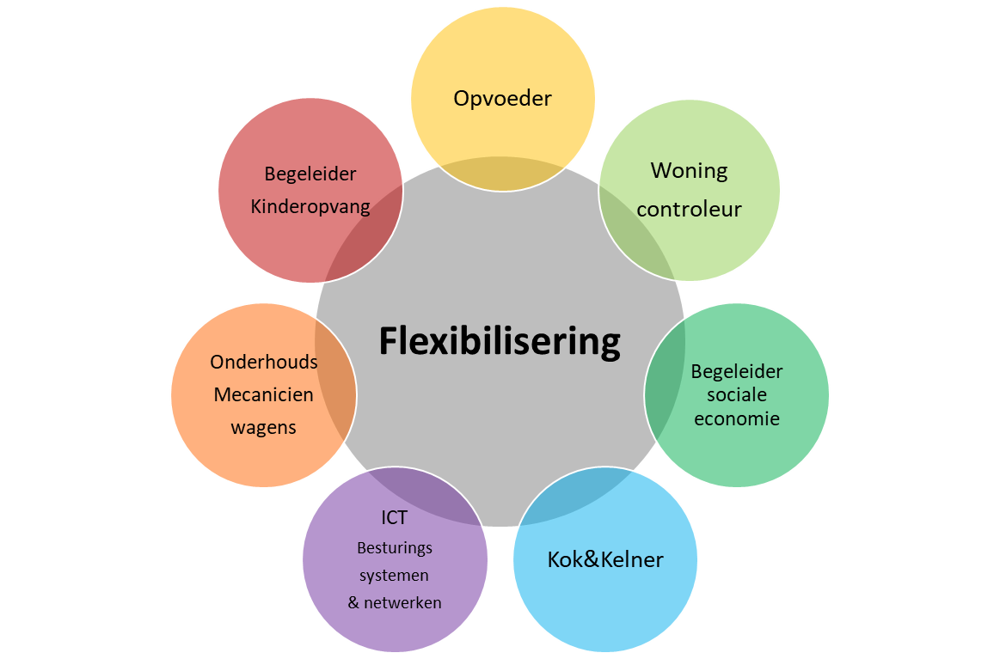 Opvoeder
Woning
controleur
Begeleider
sociale
economie
Kok&Kelner
ICT
Besturings
systemen
& netwerken
Onderhouds
Mecanicien
wagens
Begeleider
Kinderopvang
Flexibilisering